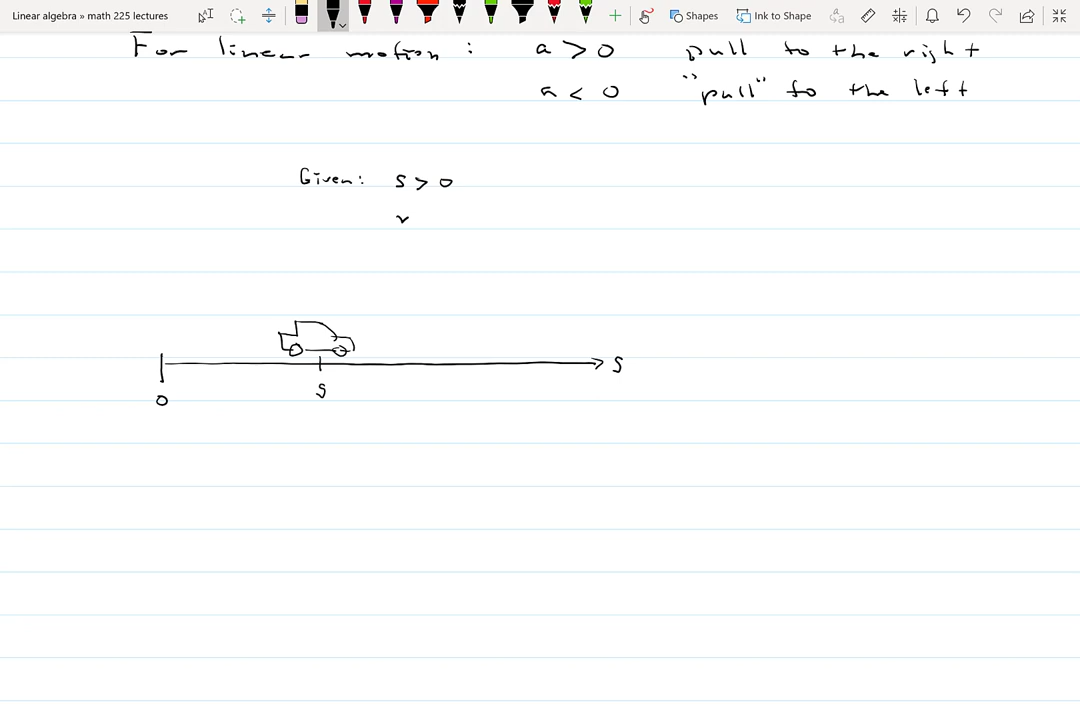 Linear algebra » math 225 lectures
Shapes
Ink to Shape
For linear motion : a > 0 pull to the right
a < 0 "pull" to the left
Given: s > 0
v
s
s
0